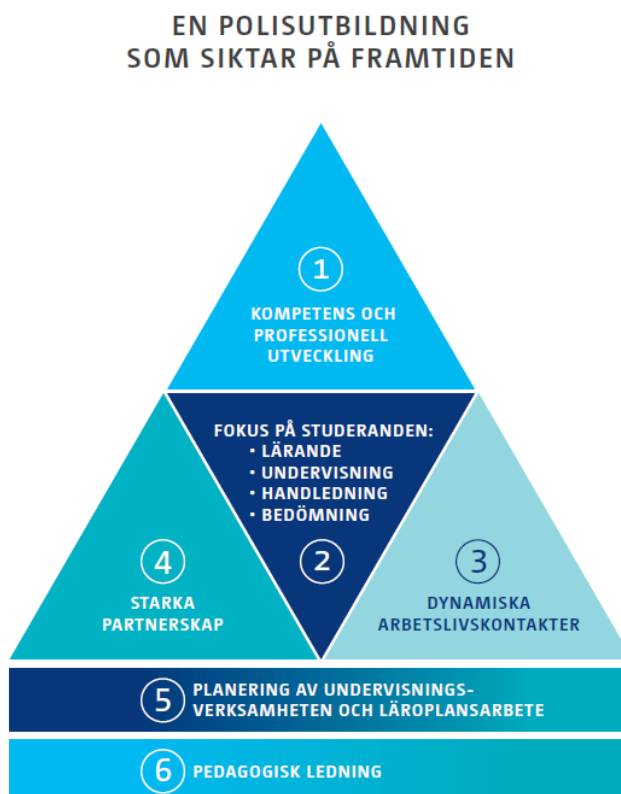 EN POLISUTBILDNING
SOM SIKTAR PÅ FRAMTIDEN
1
KOMPETENS OCH
PROFESSIONELL
UTVECKLING
FOKUS PÅ STUDERANDEN:
• LÄRANDE
• UNDERVISNING
• HANDLEDNING
• BEDÖMNING
2
3
DYNAMISKA
ARBETSLIVSKONTAKTER
4
STARKA
PARTNERSKAP
5
PLANERING AV UNDERVISNINGS-
VERKSAMHETEN OCH LÄROPLANSARBETE
6 PEDAGOGISK LEDNING